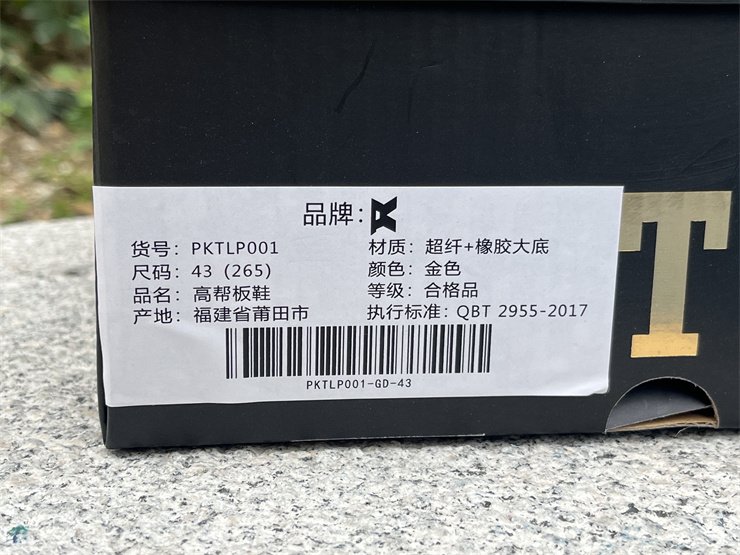 品牌:
货号: PKTLP001
材质: 超纤+橡胶大底
尺码: 43 (265)
颜色: 金色
品名: 高帮板鞋
等级: 合格品
产地: 福建省莆田市
执行标准: QBT 2955-2017
PKTLP001-GD-43
T